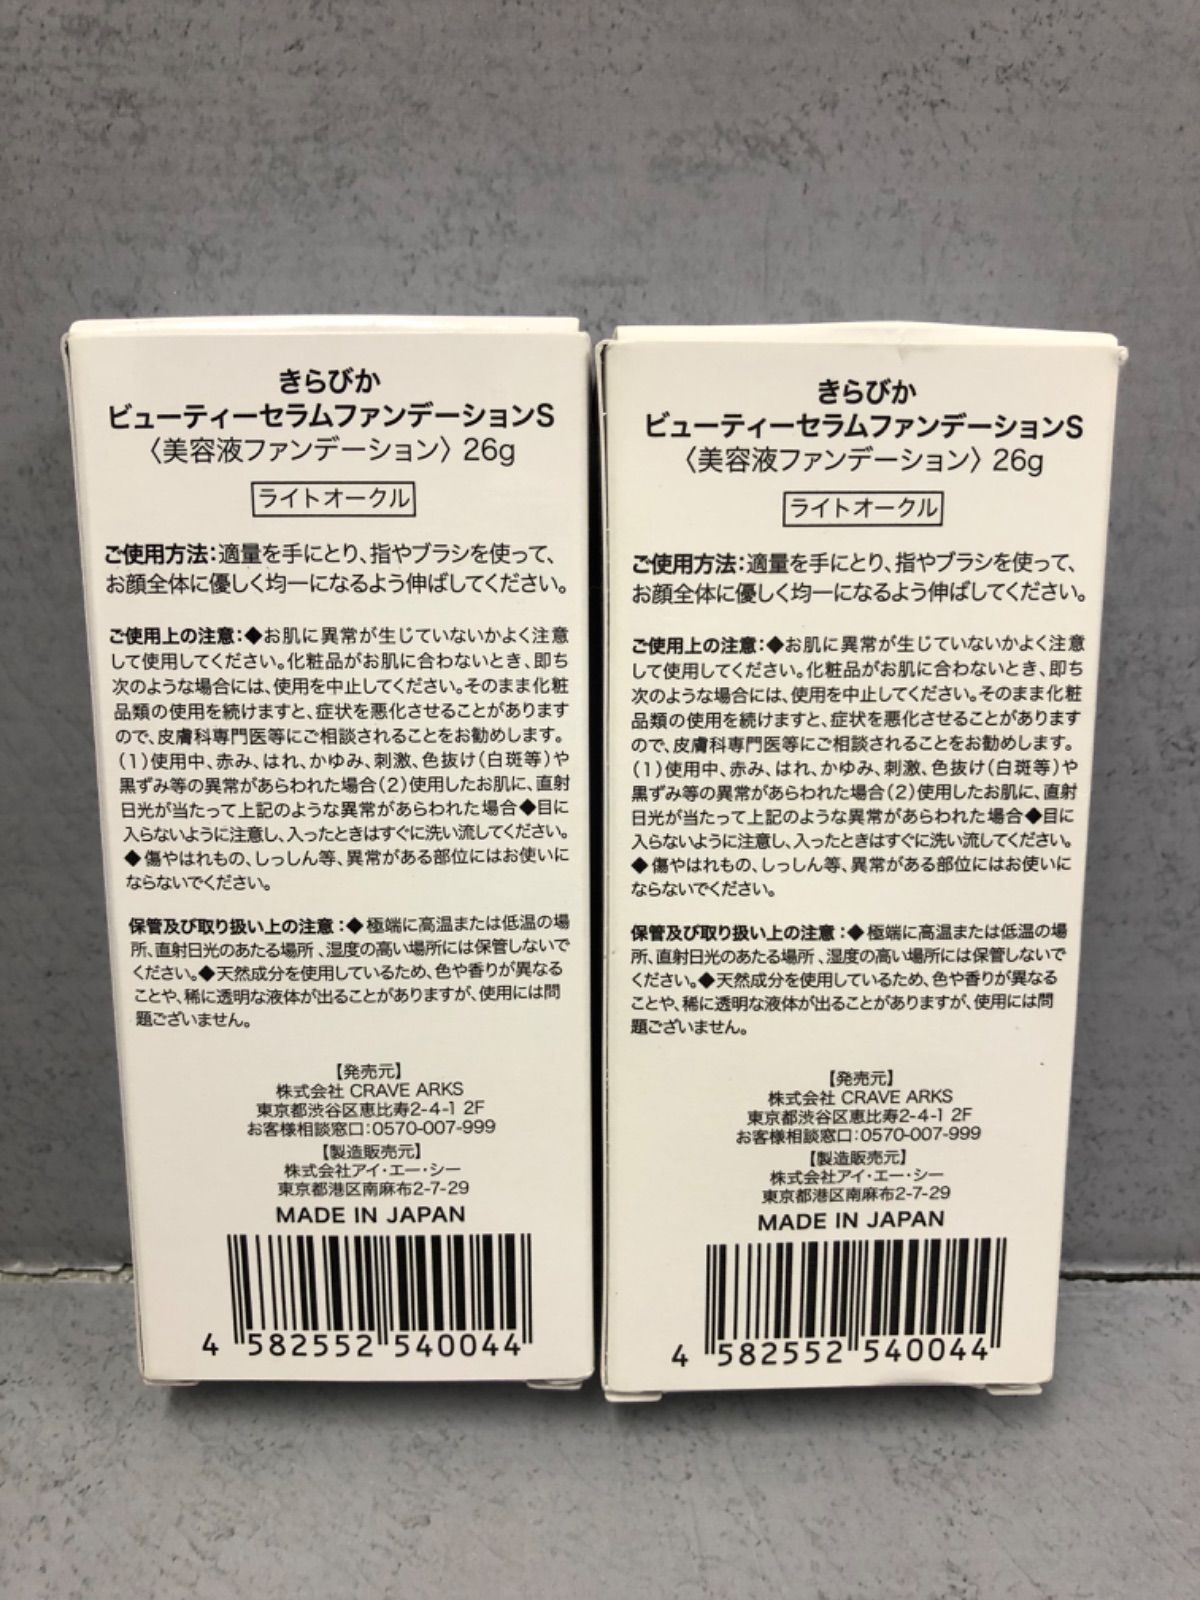 きらびか
ビューティーセラムファンデーションS
〈美容液ファンデーション〉 26g
ライトオークル
ご使用方法：適量を手にとり、指やブラシを使って、
お顔全体に優しく均一になるよう伸ばしてください。
ご使用上の注意：◆お肌に異常が生じていないかよく注意
して使用してください。化粧品がお肌に合わないとき、即ち
次のような場合には、使用を中止してください。そのまま化粧
品類の使用を続けますと、症状を悪化させることがあります
ので、皮膚科専門医等にご相談されることをお勧めします。
(1)使用中、赤み、はれ、かゆみ、刺激、色抜け(白斑等)や
黒ずみ等の異常があらわれた場合(2)使用したお肌に、直射
日光が当たって上記のような異常があらわれた場合◆目に
入らないように注意し、入ったときはすぐに洗い流してください。
◆傷やはれもの、しっしん等、異常がある部位にはお使いに
ならないでください。
保管及び取り扱い上の注意：◆極端に高温または低温の場
所、直射日光のあたる場所、湿度の高い場所には保管しないで
ください。◆天然成分を使用しているため、色や香りが異なる
ことや、稀に透明な液体が出ることがありますが、使用には問
題ございません。
【発売元】
株式会社 CRAVE ARKS
東京都渋谷区恵比寿2-4-1 2F
お客様相談窓口：0570-007-999
【製造販売元】
株式会社アイ・エー・シー
東京都港区南麻布2-7-29
MADE IN JAPAN
4 582552 540044
きらびか
ビューティーセラムファンデーションS
〈美容液ファンデーション〉 26g
ライトオークル
ご使用方法：適量を手にとり、指やブラシを使って、
お顔全体に優しく均一になるよう伸ばしてください。
ご使用上の注意：◆お肌に異常が生じていないかよく注意
して使用してください。化粧品がお肌に合わないとき、即ち
次のような場合には、使用を中止してください。そのまま化粧
品類の使用を続けますと、症状を悪化させることがあります
ので、皮膚科専門医等にご相談されることをお勧めします。
(1)使用中、赤み、はれ、かゆみ、刺激、色抜け(白斑等)や
黒ずみ等の異常があらわれた場合(2)使用したお肌に、直射
日光が当たって上記のような異常があらわれた場合◆目に
入らないように注意し、入ったときはすぐに洗い流してください。
◆傷やはれもの、しっしん等、異常がある部位にはお使いに
ならないでください。
保管及び取り扱い上の注意：◆極端に高温または低温の場
所、直射日光のあたる場所、湿度の高い場所には保管しないで
ください。◆天然成分を使用しているため、色や香りが異なる
ことや、稀に透明な液体が出ることがありますが、使用には問
題ございません。
【発売元】
株式会社 CRAVE ARKS
東京都渋谷区恵比寿2-4-1 2F
お客様相談窓口：0570-007-999
【製造販売元】
株式会社アイ・エー・シー
東京都港区南麻布2-7-29
MADE IN JAPAN
4 582552 540044